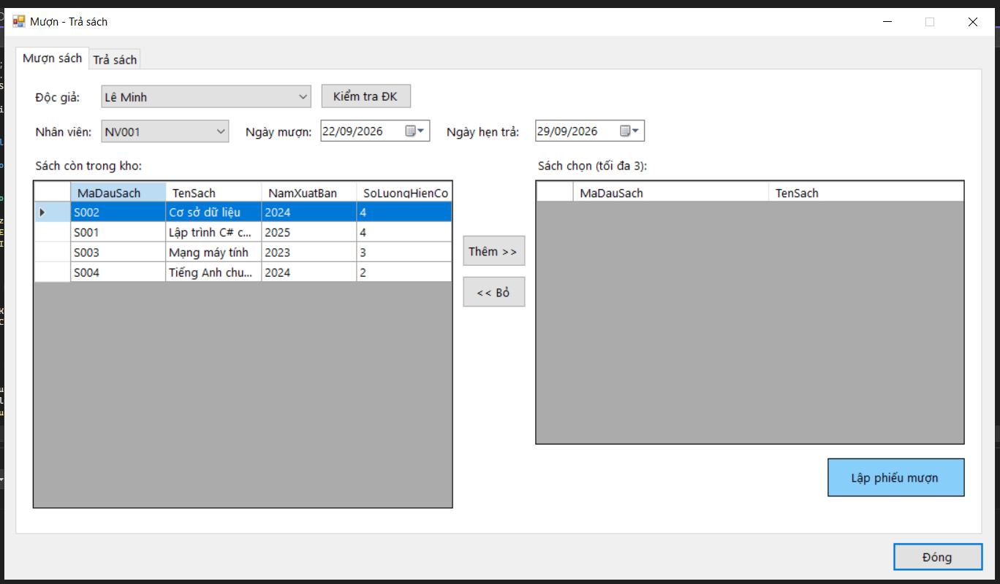 Mượn - Trả sách
Mượn sách Trả sách
Độc giả: Lê Minh Kiểm tra ĐK
Nhân viên: NV001 Ngày mượn: 22/09/2026 Ngày hẹn trả: 29/09/2026
Sách còn trong kho: Sách chọn (tối đa 3):
MaDauSach TenSach NamXuatBan SoLuongHienCo MaDauSach TenSach
S002 Cơ sở dữ liệu 2024 4
S001 Lập trình C# c... 2025 4
S003 Mạng máy tính 2023 3
S004 Tiếng Anh chu... 2024 2
Thêm >>
<< Bỏ
Lập phiếu mượn
Đóng